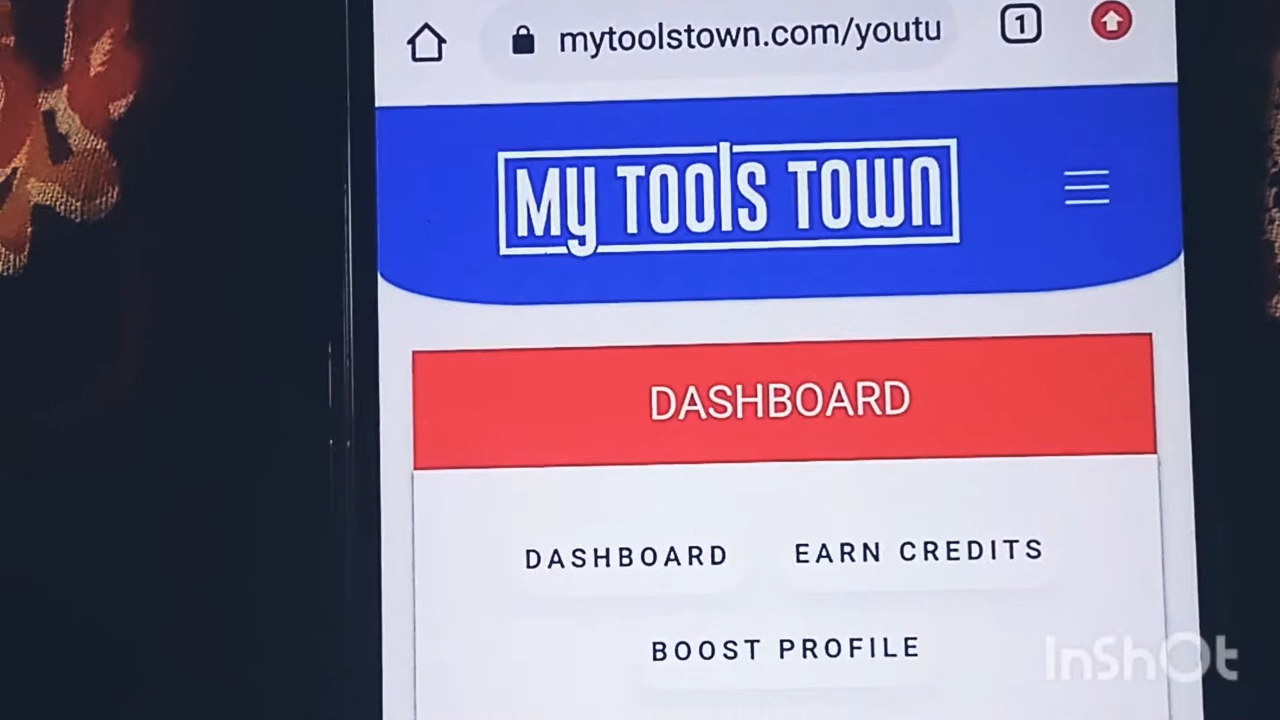 mytoolstown.com/youtu
1
My Tools Town
DASHBOARD
DASHBOARD EARN CREDITS
BOOST PROFILE
InShOt